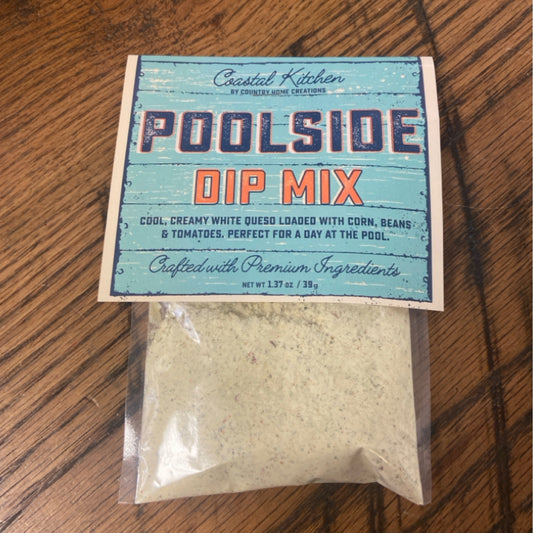 Coastal Kitchen
BY COUNTRY HOME CREATIONS
POOLSIDE
DIP MIX
COOL, CREAMY WHITE QUESO LOADED WITH CORN, BEANS
& TOMATOES. PERFECT FOR A DAY AT THE POOL.
Crafted with Premium Ingredients
NET WT 1.37 OZ / 39g